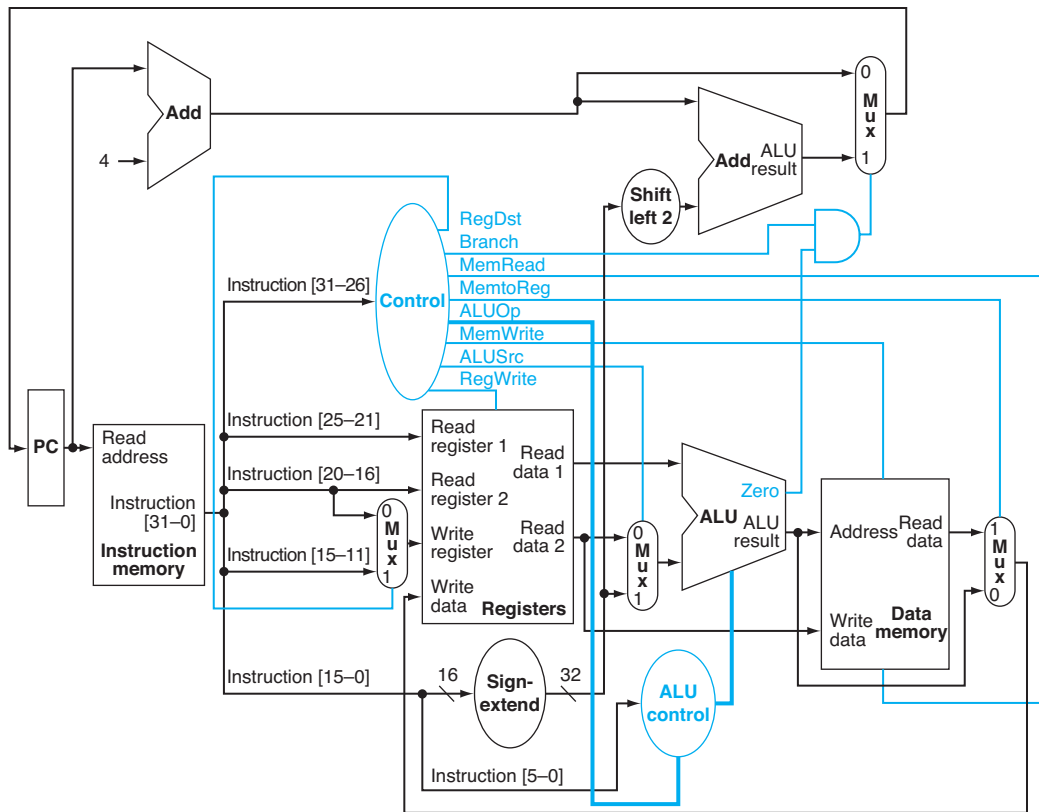 Add
4
0
Mux
1
Add
ALU
result
Shift
left 2
RegDst
Branch
MemRead
MemtoReg
ALUOp
MemWrite
ALUSrc
RegWrite
Control
Instruction [31–26]
PC
Read
address
Instruction
[31–0]
Instruction
memory
Instruction [25–21]
Instruction [20–16]
Instruction [15–11]
0
Mux
1
Read
register 1
Read
register 2
Write
register
Write
data
Read
data 1
Read
data 2
Registers
0
Mux
1
Zero
ALU
ALU
result
Address
Read
data
Write
data
Data
memory
1
Mux
0
Instruction [15–0]
16
Sign-
extend
32
ALU
control
Instruction [5–0]